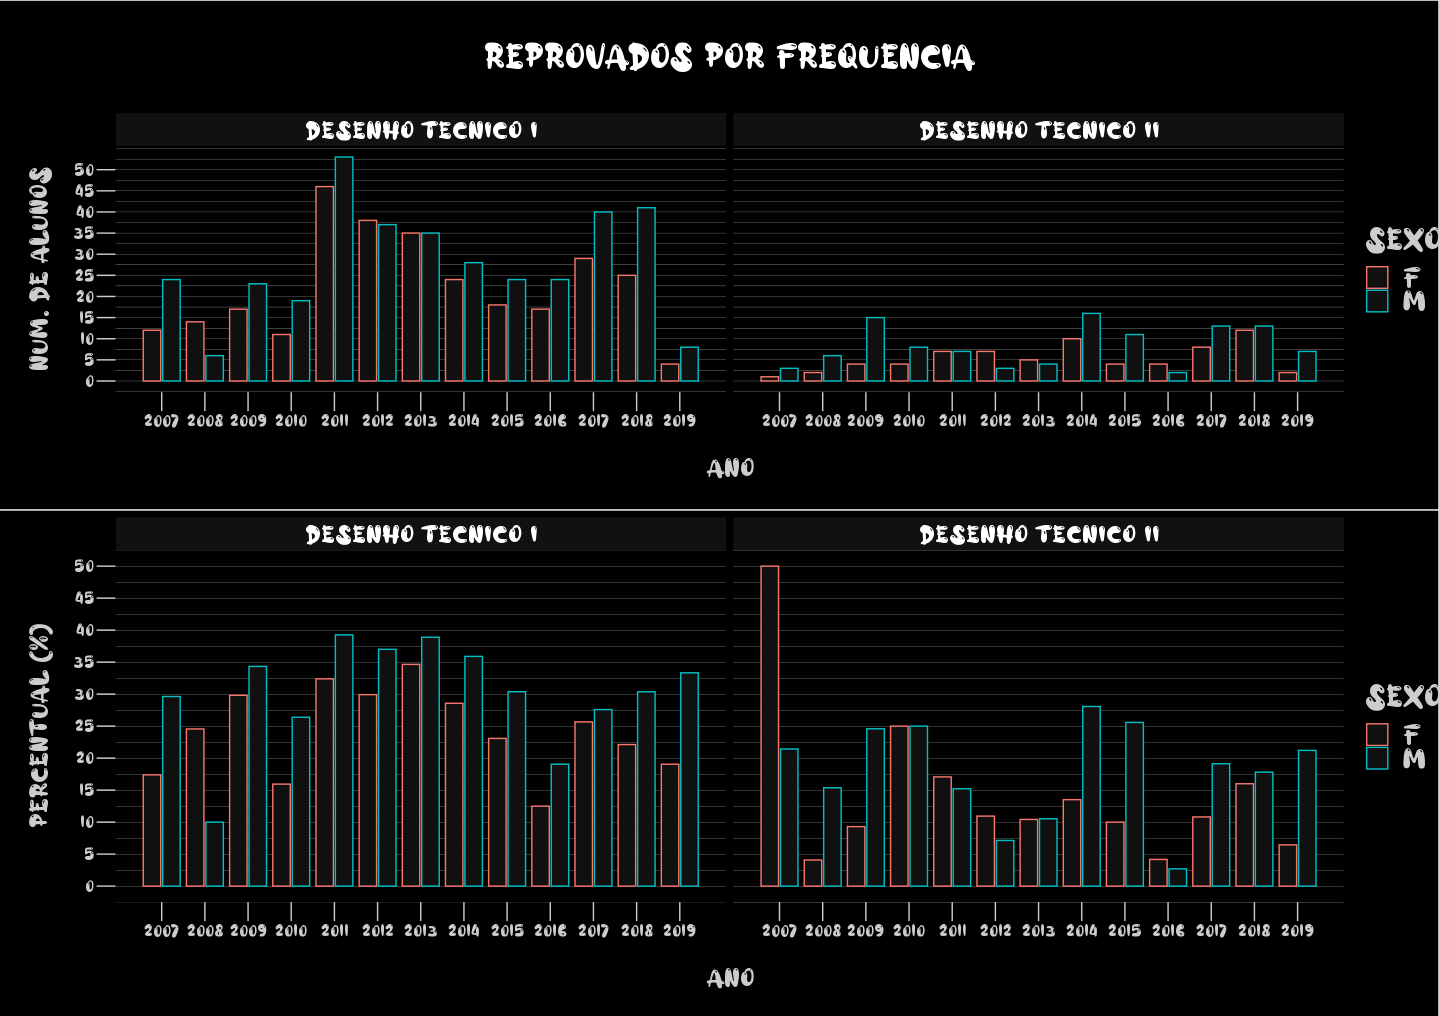 REPROVADOS POR FREQUENCIA
DESENHO TECNICO I
DESENHO TECNICO II
NUM. DE ALUNOS
50
45
40
35
30
25
20
15
10
5
0
2007 2008 2009 2010 2011 2012 2013 2014 2015 2016 2017 2018 2019
2007 2008 2009 2010 2011 2012 2013 2014 2015 2016 2017 2018 2019
ANO
SEXO
F
M
DESENHO TECNICO I
DESENHO TECNICO II
PERCENTUAL (%)
50
45
40
35
30
25
20
15
10
5
0
2007 2008 2009 2010 2011 2012 2013 2014 2015 2016 2017 2018 2019
2007 2008 2009 2010 2011 2012 2013 2014 2015 2016 2017 2018 2019
ANO
SEXO
F
M